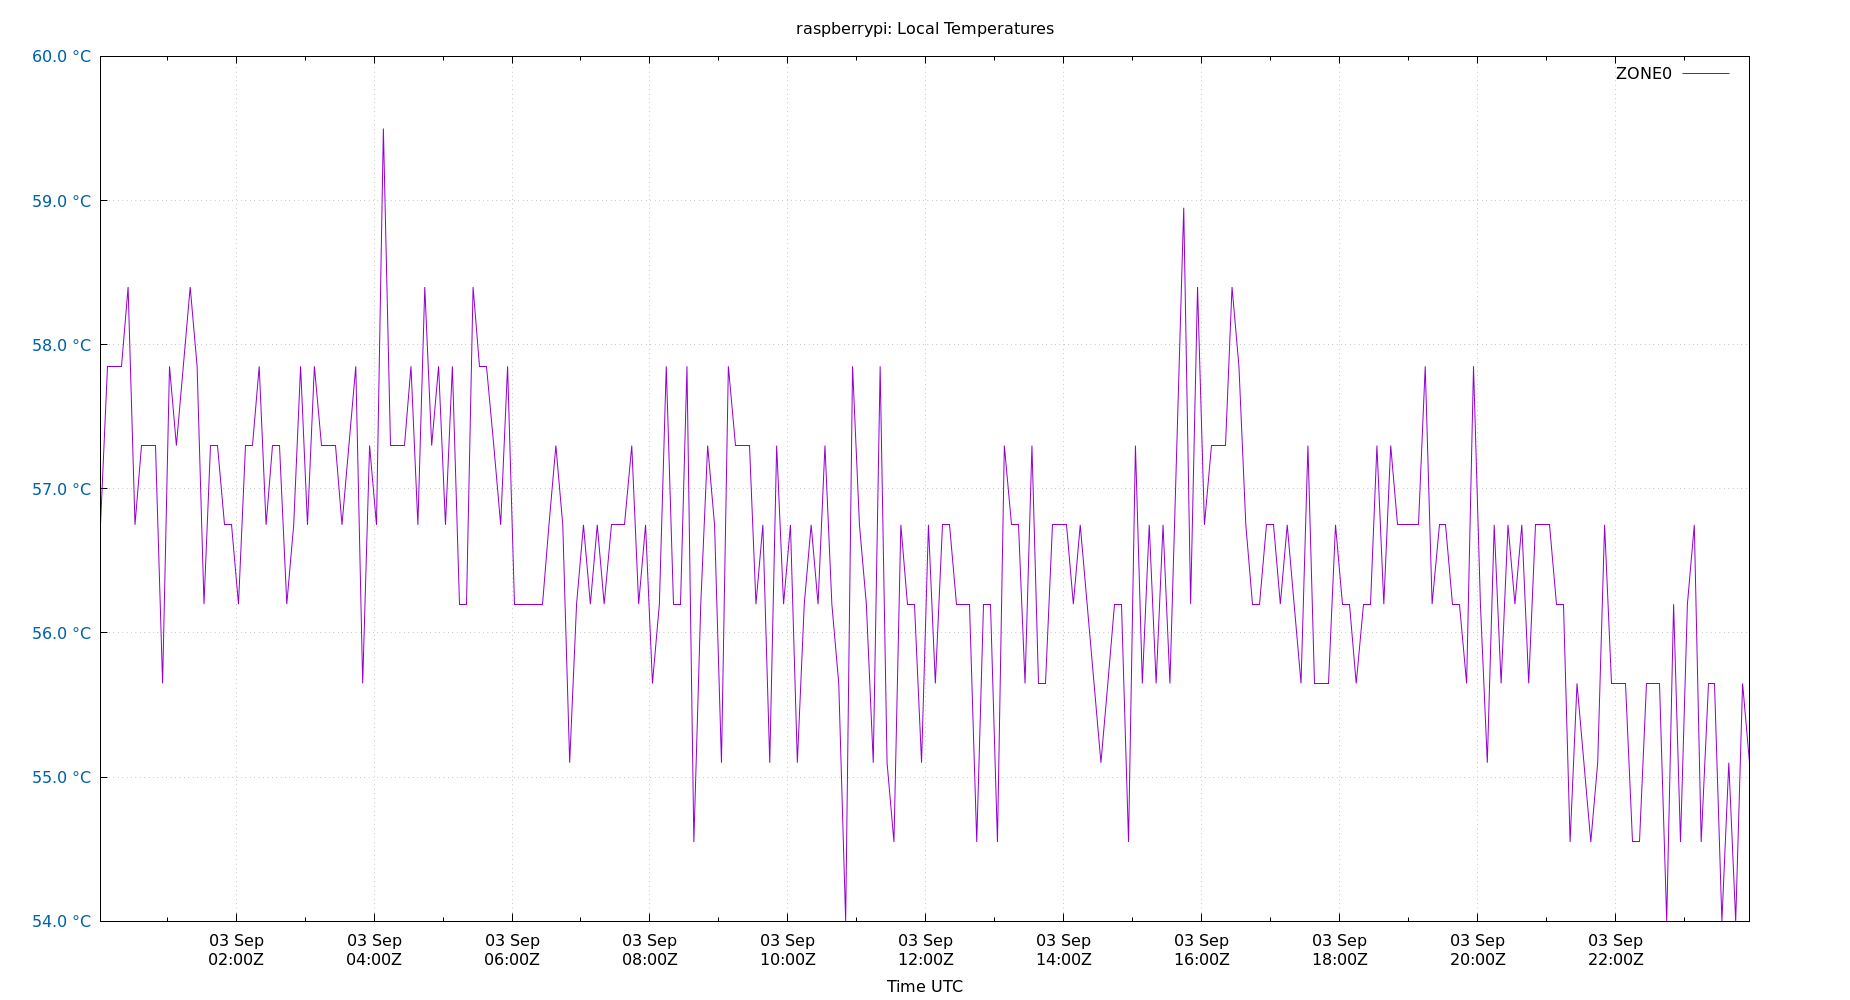 raspberrypi: Local Temperatures
60.0 °C
ZONE0
59.0 °C
58.0 °C
57.0 °C
56.0 °C
55.0 °C
54.0 °C
03 Sep 03 Sep 03 Sep 03 Sep 03 Sep 03 Sep 03 Sep 03 Sep 03 Sep 03 Sep 03 Sep
02:00Z 04:00Z 06:00Z 08:00Z 10:00Z 12:00Z 14:00Z 16:00Z 18:00Z 20:00Z 22:00Z
Time UTC